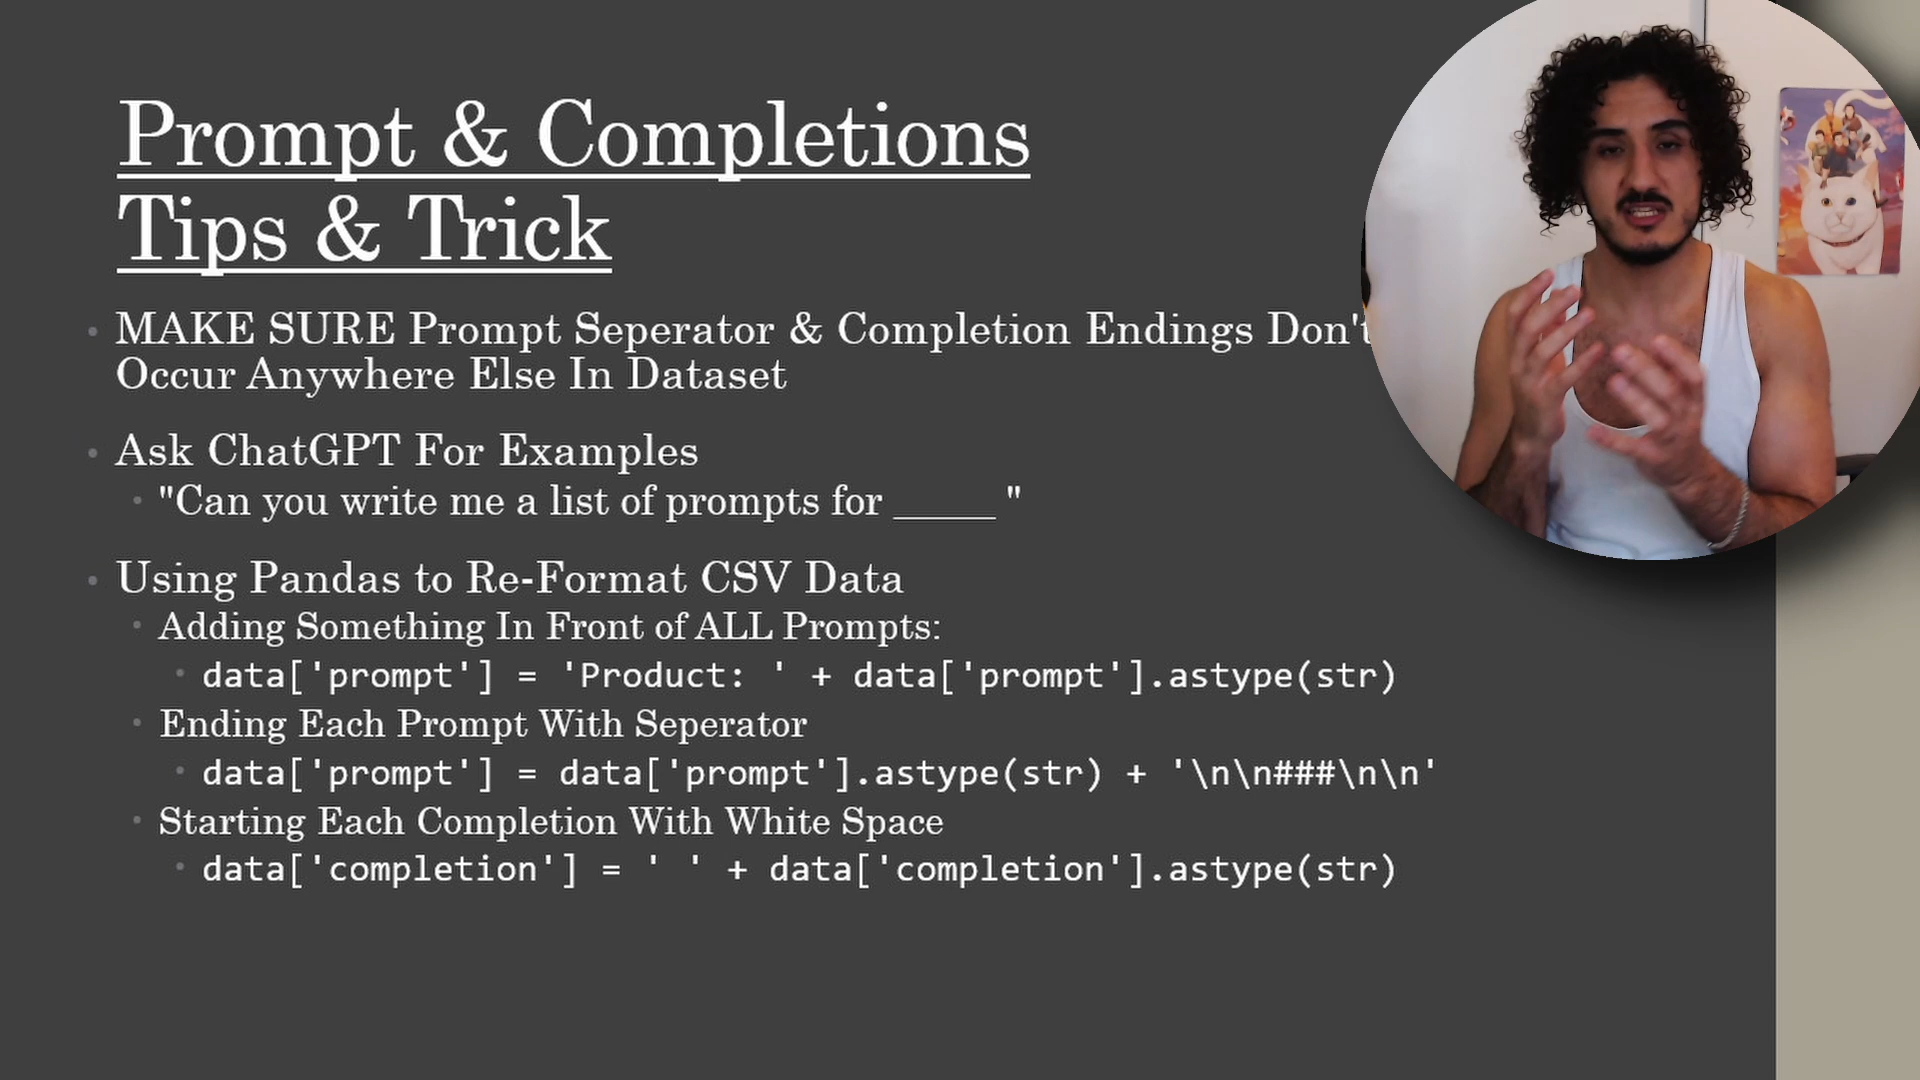 Prompt & Completions
Tips & Trick
MAKE SURE Prompt Seperator & Completion Endings Don't
Occur Anywhere Else In Dataset
Ask ChatGPT For Examples
"Can you write me a list of prompts for _____ "
Using Pandas to Re-Format CSV Data
Adding Something In Front of ALL Prompts:
data['prompt'] = 'Product: ' + data['prompt'].astype(str)
Ending Each Prompt With Seperator
data['prompt'] = data['prompt'].astype(str) + '\n\n###\n\n'
Starting Each Completion With White Space
data['completion'] = ' ' + data['completion'].astype(str)